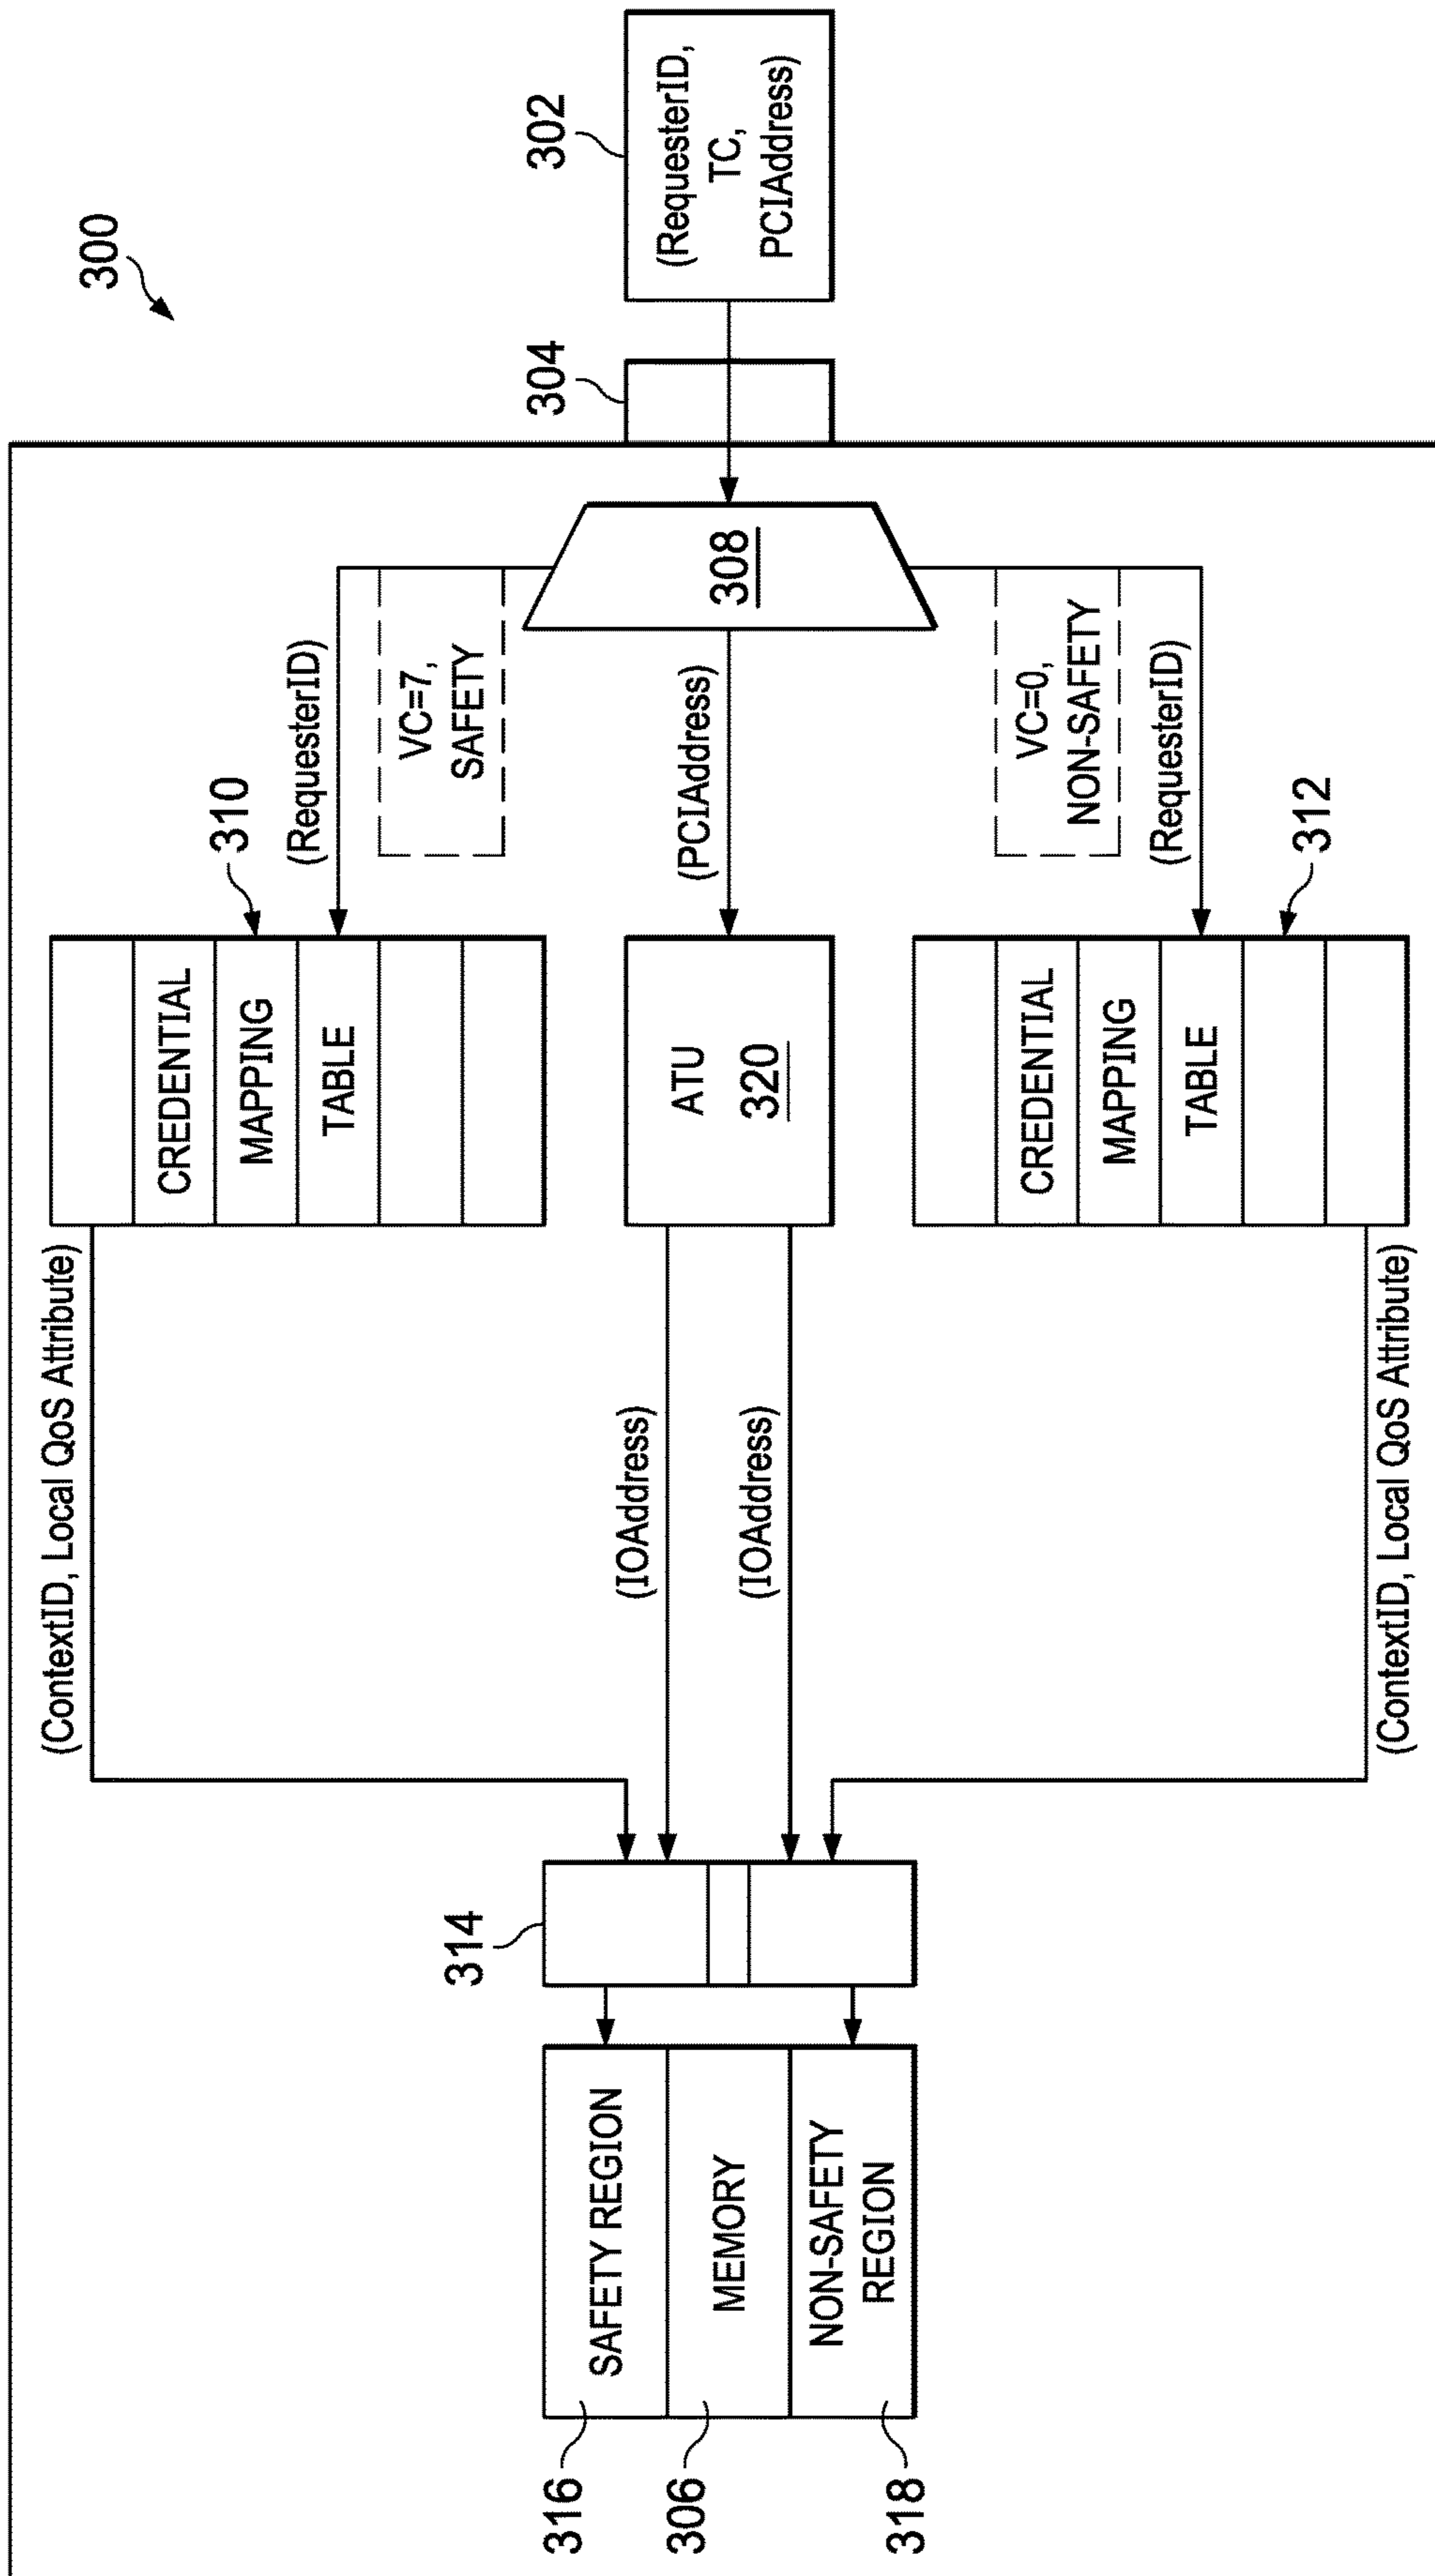 300
302
(RequesterID,
TC,
PCIAddress)
304
308
(RequesterID)
VC=7,
SAFETY
(PCIAddress)
VC=0,
NON-SAFETY
(RequesterID)
310
CREDENTIAL
MAPPING
TABLE
ATU
320
312
CREDENTIAL
MAPPING
TABLE
(ContextID, Local QoS Attribute)
(IOAddress)
(IOAddress)
(ContextID, Local QoS Attribute)
314
SAFETY REGION
MEMORY
NON-SAFETY
REGION
316
306
318